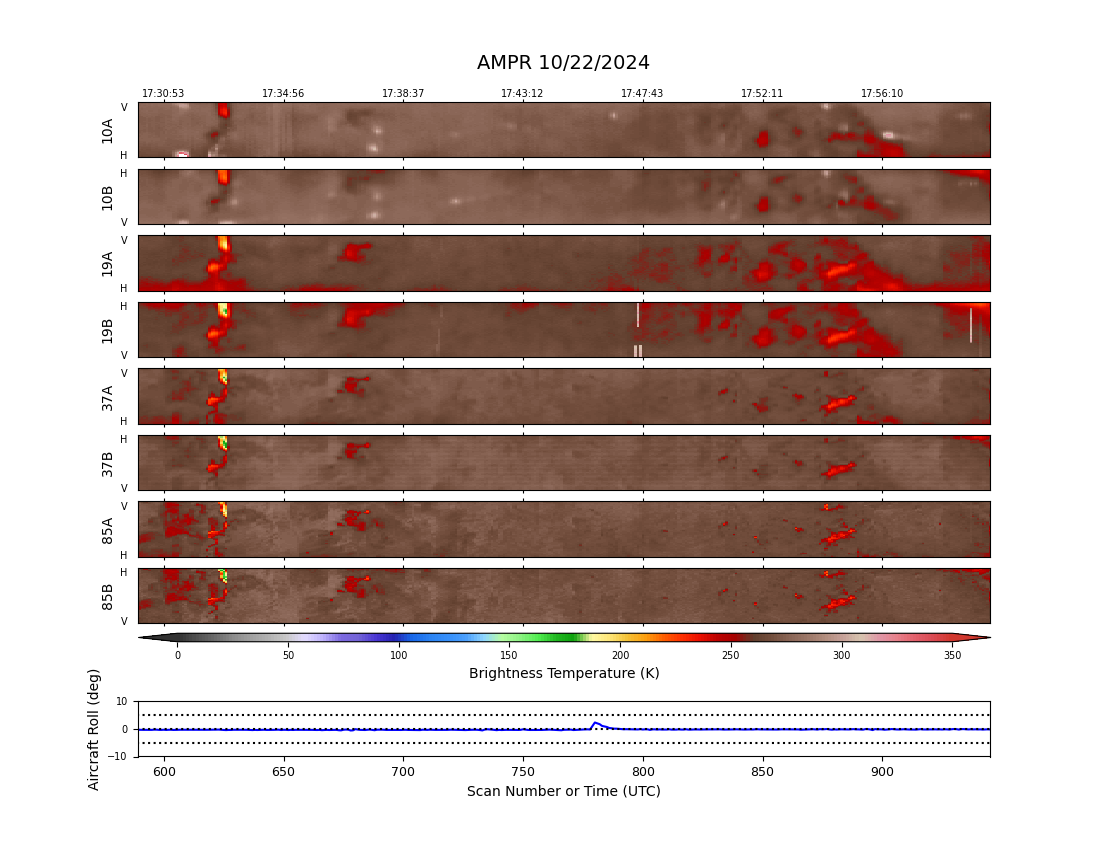 AMPR 10/22/2024
17:30:53 17:34:56 17:38:37 17:43:12 17:47:43 17:52:11 17:56:10
V
10A
H
H
10B
V
V
19A
H
H
19B
V
V
37A
H
H
37B
V
V
85A
H
H
85B
V
0 50 100 150 200 250 300 350
Brightness Temperature (K)
Aircraft Roll (deg)
10
0
−10
600 650 700 750 800 850 900
Scan Number or Time (UTC)